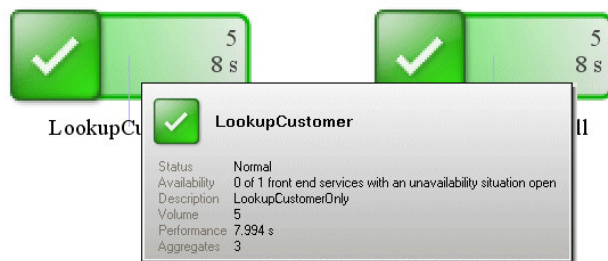 5
8 s
5
8 s
LookupCu
ll
LookupCustomer
Status Normal
Availability 0 of 1 front end services with an unavailability situation open
Description LookupCustomerOnly
Volume 5
Performance 7.994 s
Aggregates 3